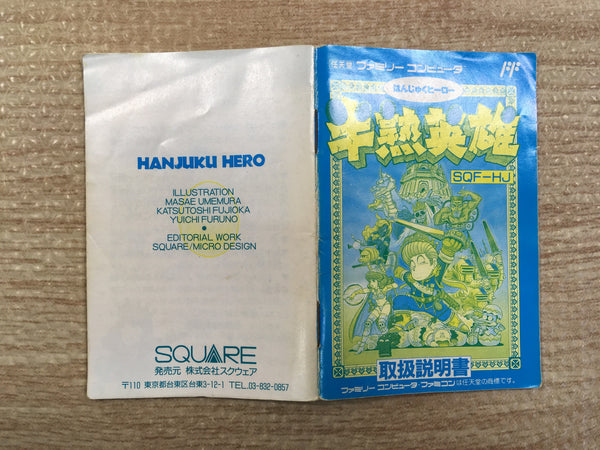 HANJUKU HERO
ILLUSTRATION
MASAE UMEMURA
KATSUTOSHI FUJIOKA
YUICHI FURUNO
●
EDITORIAL WORK
SQUARE/MICRO DESIGN
SQUARE
発売元 株式会社スクウェア
〒110 東京都台東区台東3-12-1 TEL.03-832-0857
任天堂 ファミリー コンピュータ
はんじゅくヒーロー
半熟英雄
SQF-HJ
取扱説明書
ファミリー コンピュータ・ファミコンは任天堂の商標です。